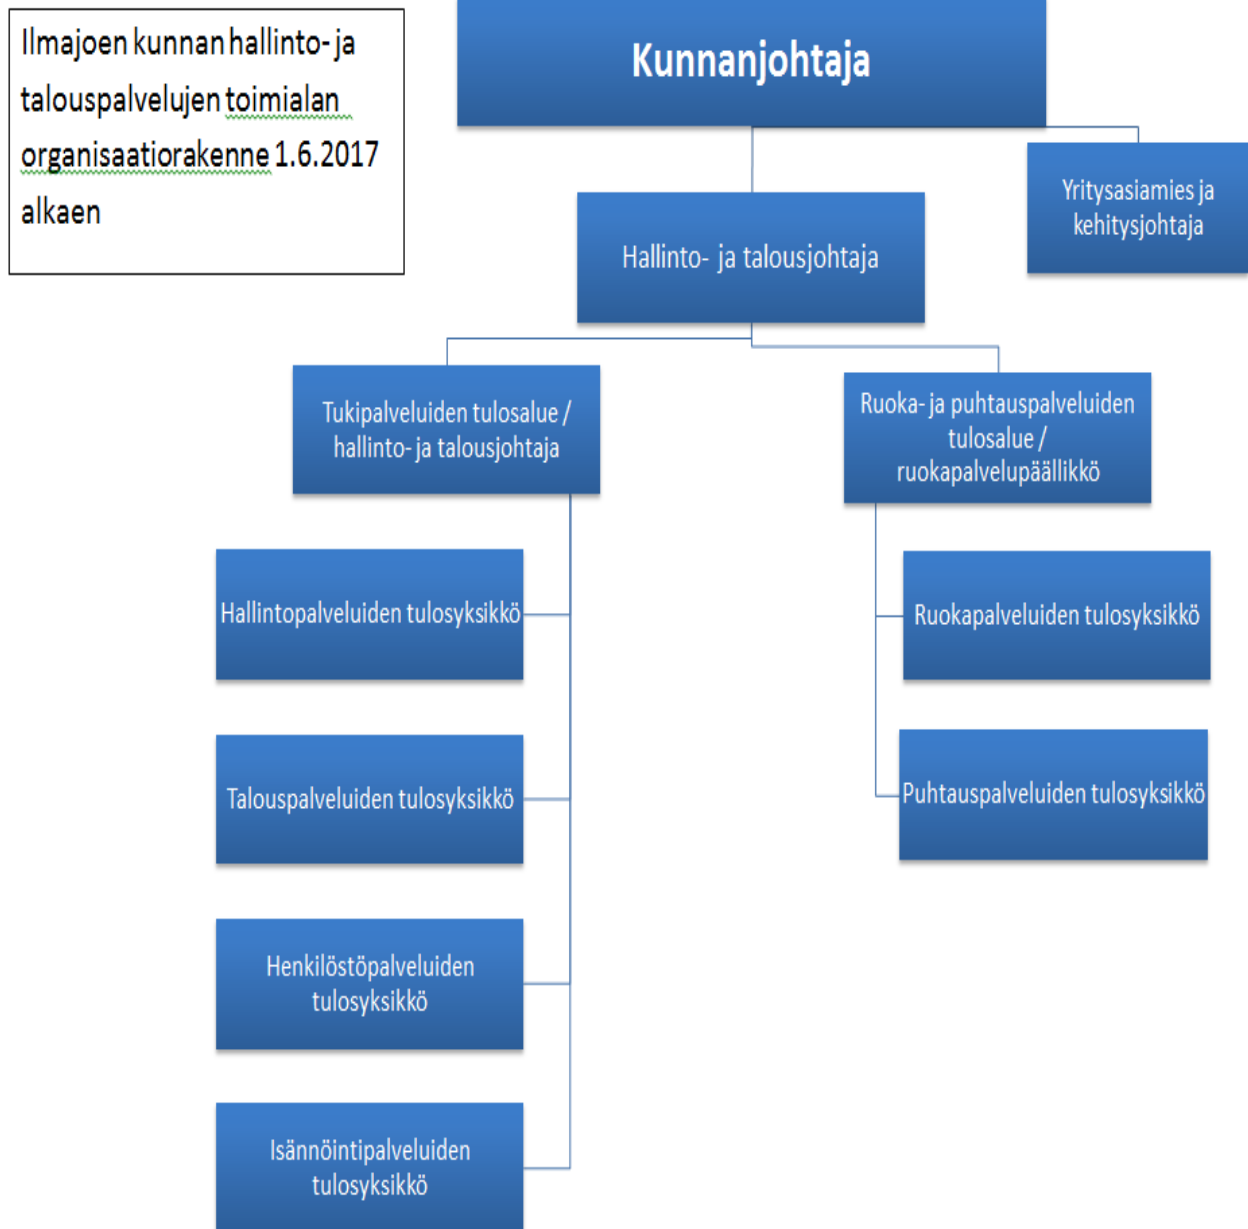 Ilmajoen kunnan hallinto- ja
talouspalvelujen toimialan
organisaatiorakenne 1.6.2017
alkaen
Kunnanjohtaja
Yritysasiamies ja
kehitysjohtaja
Hallinto- ja talousjohtaja
Tukipalveluiden tulosalue /
hallinto- ja talousjohtaja
Ruoka- ja puhtauspalveluiden
tulosalue /
ruokapalvelupäällikkö
Hallintopalveluiden tulosyksikkö
Talouspalveluiden tulosyksikkö
Henkilöstöpalveluiden
tulosyksikkö
Isännöintipalveluiden
tulosyksikkö
Ruokapalveluiden tulosyksikkö
Puhtauspalveluiden tulosyksikkö